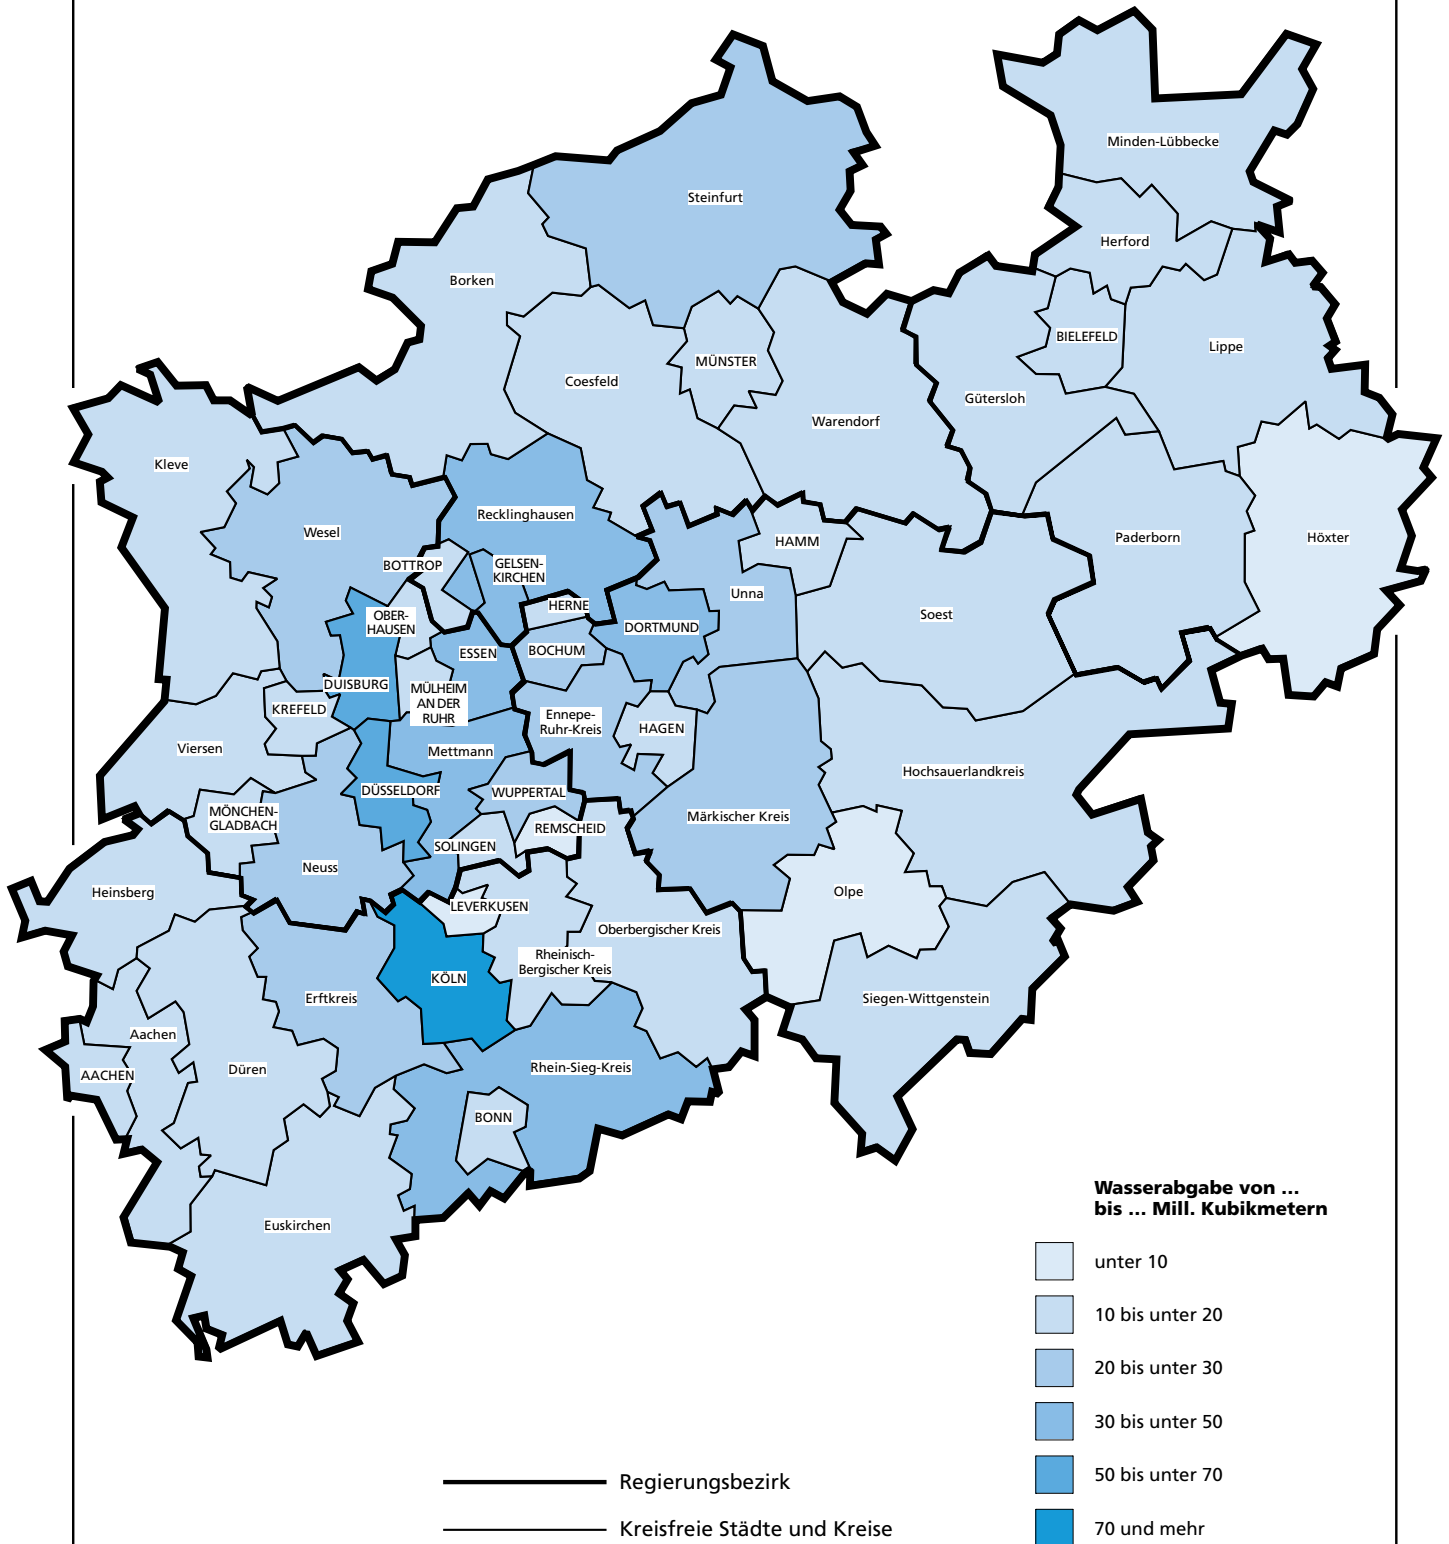 Minden-Lübbecke
Steinfurt
Herford
Borken
BIELEFELD
Lippe
MÜNSTER
Coesfeld
Gütersloh
Warendorf
Kleve
Recklinghausen
Wesel
Paderborn
Höxter
HAMM
BOTTROP
GELSEN-
KIRCHEN
Unna
HERNE
Soest
OBER-
HAUSEN
DORTMUND
ESSEN
BOCHUM
DUISBURG
MÜLHEIM
AN DER
RUHR
KREFELD
Ennepe-
Ruhr-Kreis
HAGEN
Viersen
Mettmann
Hochsauerlandkreis
DÜSSELDORF
WUPPERTAL
MÖNCHEN-
GLADBACH
Märkischer Kreis
REMSCHEID
SOLINGEN
Neuss
Heinsberg
Olpe
LEVERKUSEN
Oberbergischer Kreis
Rheinisch-
Bergischer Kreis
KÖLN
Erftkreis
Siegen-Wittgenstein
Aachen
Düren
Rhein-Sieg-Kreis
AACHEN
BONN
Euskirchen
Wasserabgabe von ...
bis ... Mill. Kubikmetern
unter 10
10 bis unter 20
20 bis unter 30
30 bis unter 50
50 bis unter 70
70 und mehr
Regierungsbezirk
Kreisfreie Städte und Kreise